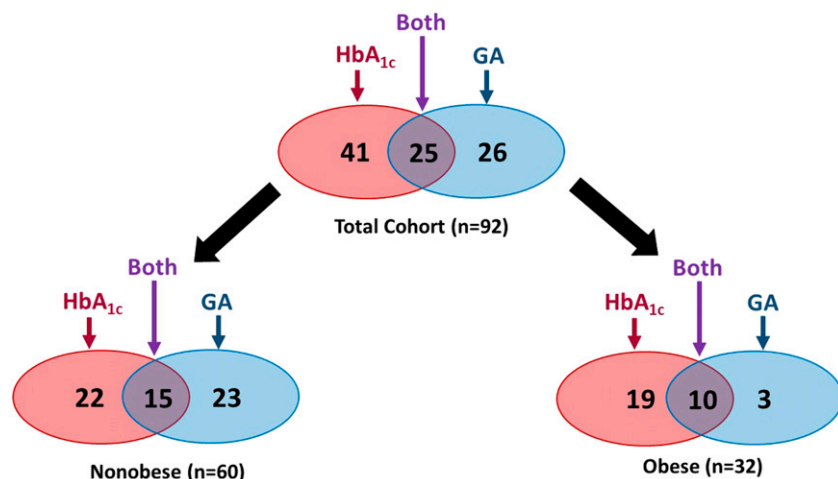 Both
HbA1c GA
41 25 26
Total Cohort (n=92)
Both
HbA1c GA
22 15 23
Nonobese (n=60)
Both
HbA1c GA
19 10 3
Obese (n=32)